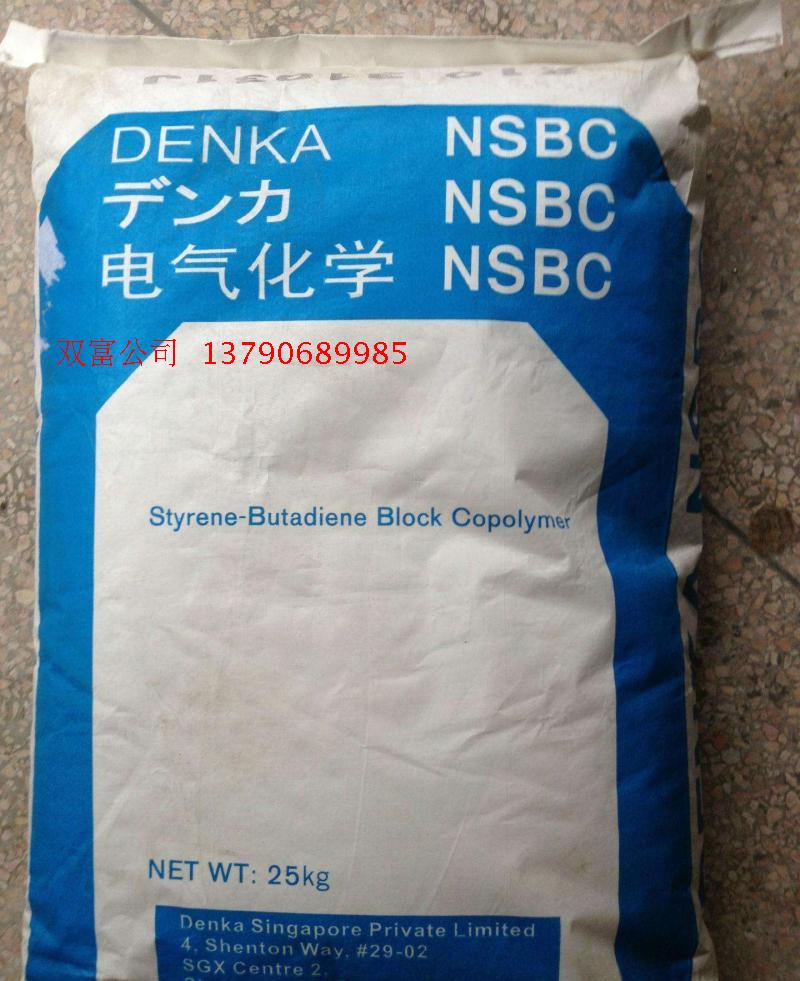 DENKA NSBC
デンカ NSBC
电气化学 NSBC
双富公司 13790689985
Styrene-Butadiene Block Copolymer
NET WT: 25kg
Denka Singapore Private Limited
4, Shenton Way, #29-02
SGX Centre 2,